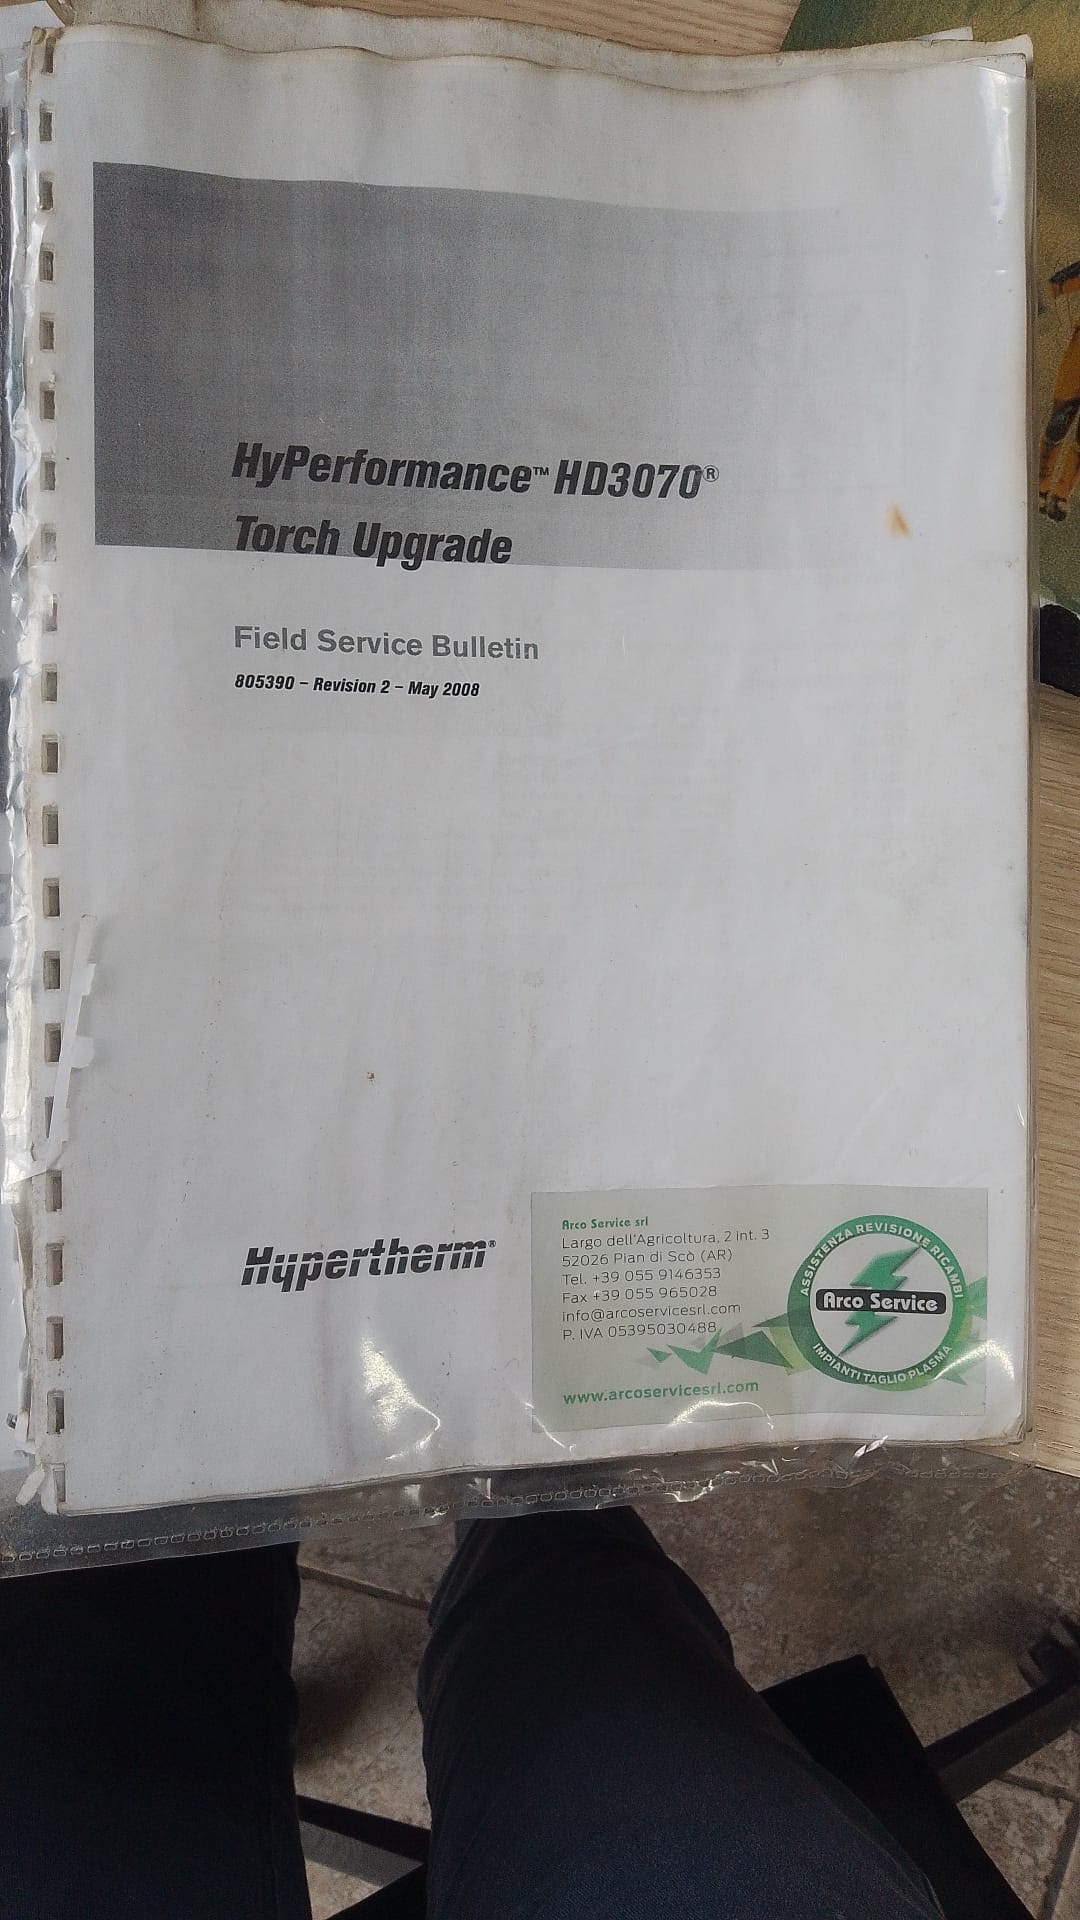 HyPerformance™ HD3070®
Torch Upgrade
Field Service Bulletin
805390 – Revision 2 – May 2008
Hypertherm®
Arco Service srl
Largo dell'Agricoltura, 2 int. 3
52026 Pian di Scò (AR)
Tel. +39 055 9146353
Fax +39 055 965028
info@arcoservicesrl.com
P. IVA 05395030488
www.arcoservicesrl.com
ASSISTENZA REVISIONE RICAMBI
Arco Service
IMPIANTI TAGLIO PLASMA